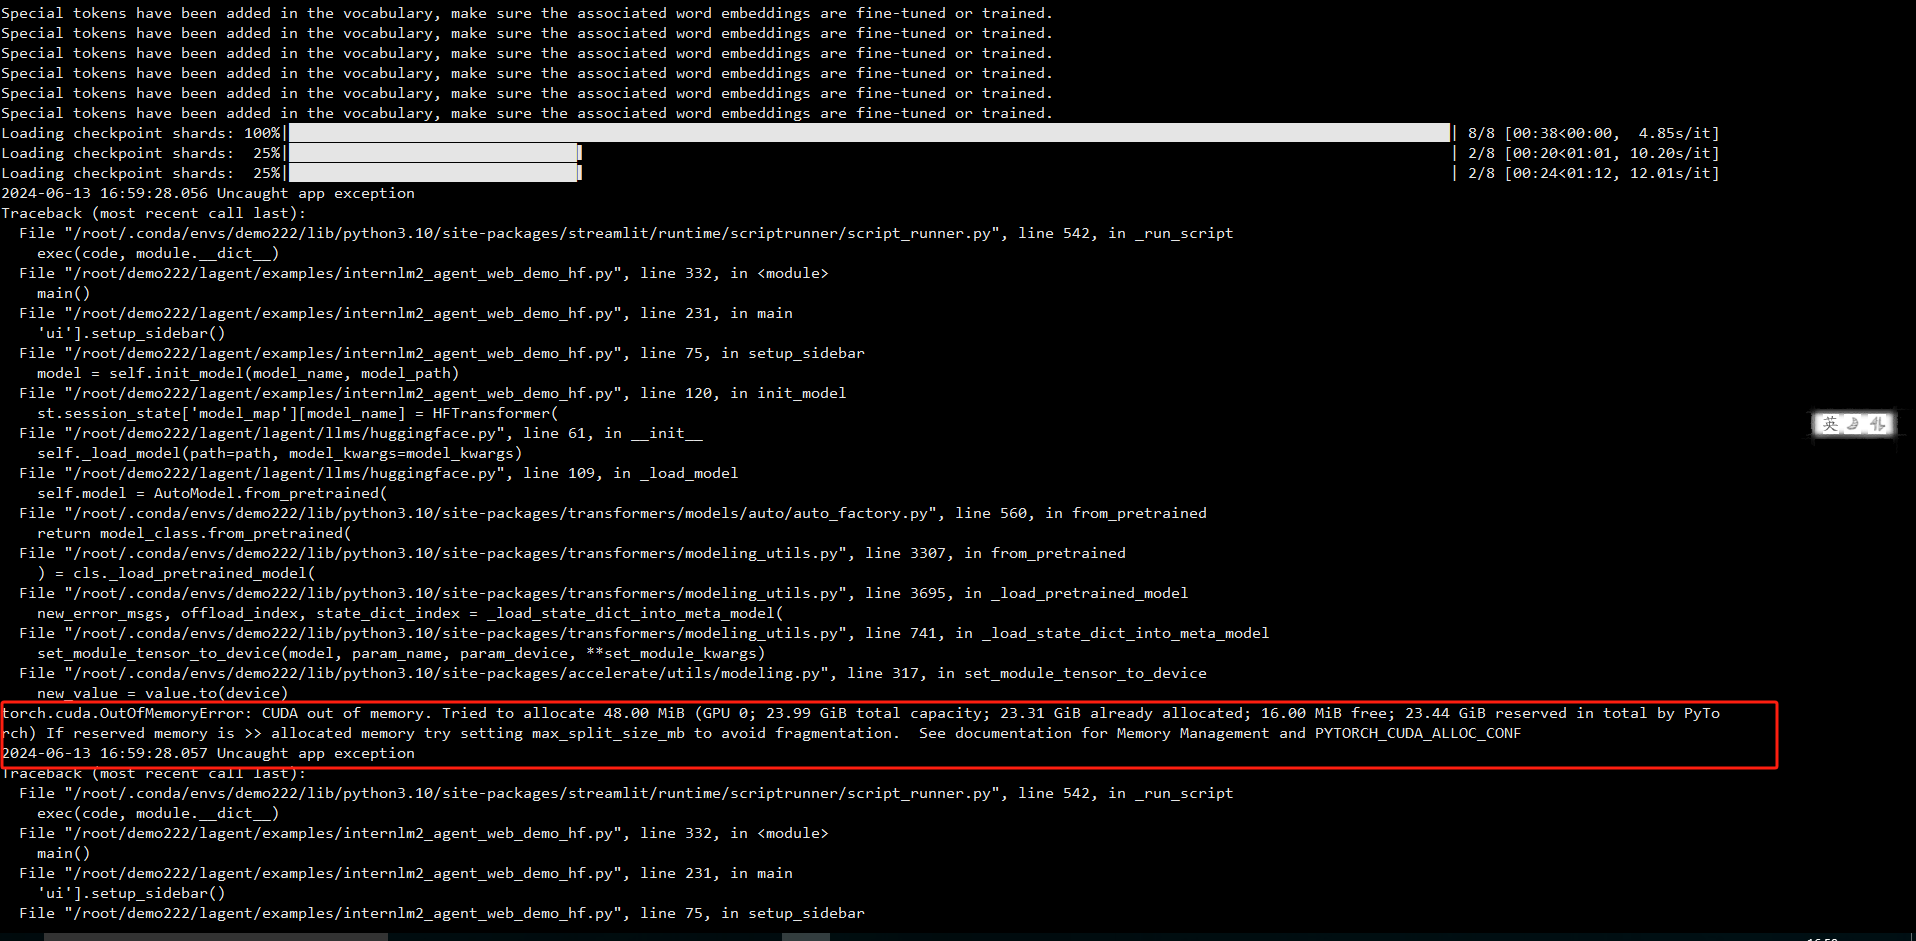 Special tokens have been added in the vocabulary, make sure the associated word embeddings are fine-tuned or trained.
Special tokens have been added in the vocabulary, make sure the associated word embeddings are fine-tuned or trained.
Special tokens have been added in the vocabulary, make sure the associated word embeddings are fine-tuned or trained.
Special tokens have been added in the vocabulary, make sure the associated word embeddings are fine-tuned or trained.
Special tokens have been added in the vocabulary, make sure the associated word embeddings are fine-tuned or trained.
Special tokens have been added in the vocabulary, make sure the associated word embeddings are fine-tuned or trained.
Loading checkpoint shards: 100%| | 8/8 [00:38<00:00,  4.85s/it]
Loading checkpoint shards:  25%| | 2/8 [00:20<01:01, 10.20s/it]
Loading checkpoint shards:  25%| | 2/8 [00:24<01:12, 12.01s/it]
2024-06-13 16:59:28.056 Uncaught app exception
Traceback (most recent call last):
  File "/root/.conda/envs/demo222/lib/python3.10/site-packages/streamlit/runtime/scriptrunner/script_runner.py", line 542, in _run_script
    exec(code, module.__dict__)
  File "/root/demo222/lagent/examples/internlm2_agent_web_demo_hf.py", line 332, in <module>
    main()
  File "/root/demo222/lagent/examples/internlm2_agent_web_demo_hf.py", line 231, in main
    'ui'].setup_sidebar()
  File "/root/demo222/lagent/examples/internlm2_agent_web_demo_hf.py", line 75, in setup_sidebar
    model = self.init_model(model_name, model_path)
  File "/root/demo222/lagent/examples/internlm2_agent_web_demo_hf.py", line 120, in init_model
    st.session_state['model_map'][model_name] = HFTransformer(
  File "/root/demo222/lagent/lagent/llms/huggingface.py", line 61, in __init__
    self._load_model(path=path, model_kwargs=model_kwargs)
  File "/root/demo222/lagent/lagent/llms/huggingface.py", line 109, in _load_model
    self.model = AutoModel.from_pretrained(
  File "/root/.conda/envs/demo222/lib/python3.10/site-packages/transformers/models/auto/auto_factory.py", line 560, in from_pretrained
    return model_class.from_pretrained(
  File "/root/.conda/envs/demo222/lib/python3.10/site-packages/transformers/modeling_utils.py", line 3307, in from_pretrained
    ) = cls._load_pretrained_model(
  File "/root/.conda/envs/demo222/lib/python3.10/site-packages/transformers/modeling_utils.py", line 3695, in _load_pretrained_model
    new_error_msgs, offload_index, state_dict_index = _load_state_dict_into_meta_model(
  File "/root/.conda/envs/demo222/lib/python3.10/site-packages/transformers/modeling_utils.py", line 741, in _load_state_dict_into_meta_model
    set_module_tensor_to_device(model, param_name, param_device, **set_module_kwargs)
  File "/root/.conda/envs/demo222/lib/python3.10/site-packages/accelerate/utils/modeling.py", line 317, in set_module_tensor_to_device
    new_value = value.to(device)
torch.cuda.OutOfMemoryError: CUDA out of memory. Tried to allocate 48.00 MiB (GPU 0; 23.99 GiB total capacity; 23.31 GiB already allocated; 16.00 MiB free; 23.44 GiB reserved in total by PyTo
rch) If reserved memory is >> allocated memory try setting max_split_size_mb to avoid fragmentation.  See documentation for Memory Management and PYTORCH_CUDA_ALLOC_CONF
2024-06-13 16:59:28.057 Uncaught app exception
Traceback (most recent call last):
  File "/root/.conda/envs/demo222/lib/python3.10/site-packages/streamlit/runtime/scriptrunner/script_runner.py", line 542, in _run_script
    exec(code, module.__dict__)
  File "/root/demo222/lagent/examples/internlm2_agent_web_demo_hf.py", line 332, in <module>
    main()
  File "/root/demo222/lagent/examples/internlm2_agent_web_demo_hf.py", line 231, in main
    'ui'].setup_sidebar()
  File "/root/demo222/lagent/examples/internlm2_agent_web_demo_hf.py", line 75, in setup_sidebar
英